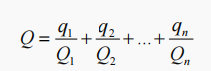 Q = q₁/Q₁ + q₂/Q₂ + ... + qₙ/Qₙ